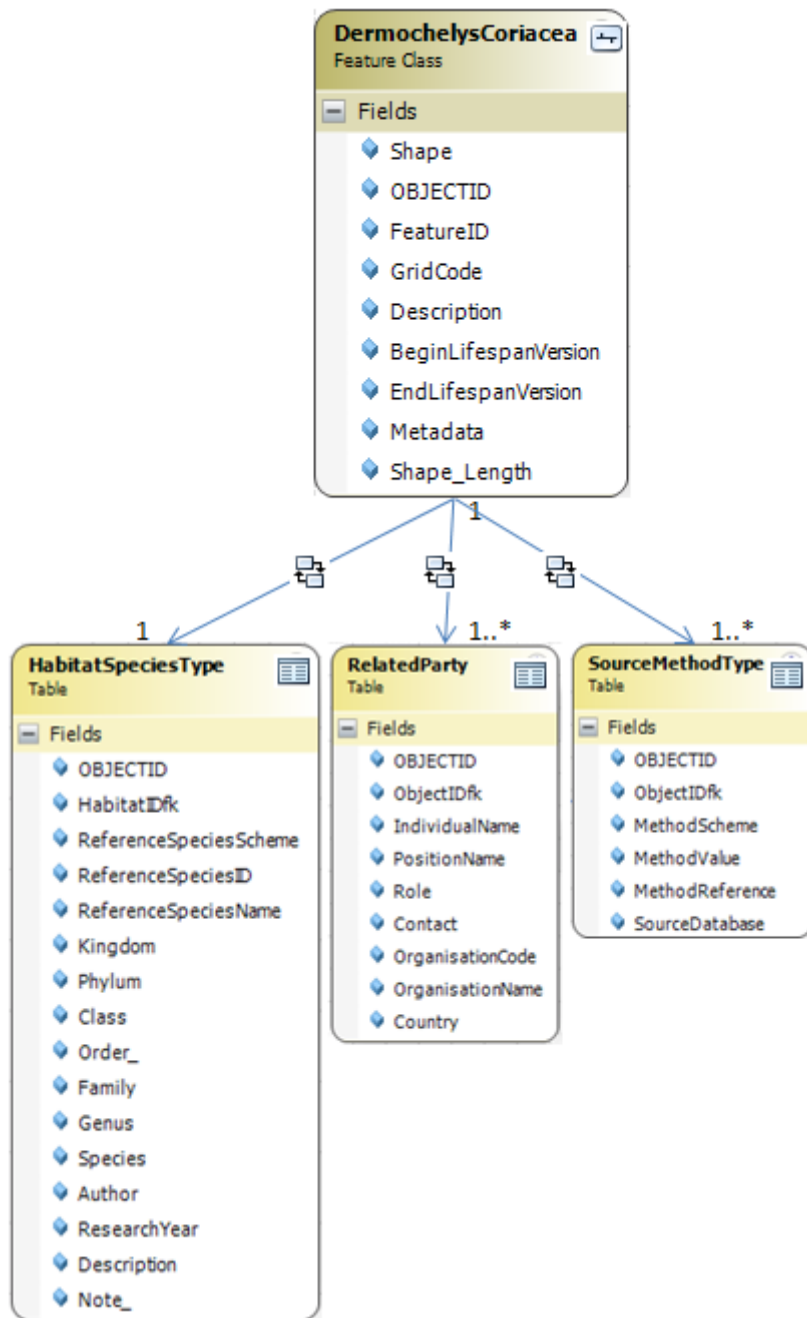 DermochelysCoriacea
Feature Class
Fields
Shape
OBJECTID
FeatureID
GridCode
Description
BeginLifespanVersion
EndLifespanVersion
Metadata
Shape_Length
1
1
1..*
1..*
HabitatSpeciesType
Table
Fields
OBJECTID
HabitatIDfk
ReferenceSpeciesScheme
ReferenceSpeciesID
ReferenceSpeciesName
Kingdom
Phylum
Class
Order_
Family
Genus
Species
Author
ResearchYear
Description
Note_
RelatedParty
Table
Fields
OBJECTID
ObjectIDfk
IndividualName
PositionName
Role
Contact
OrganisationCode
OrganisationName
Country
SourceMethodType
Table
Fields
OBJECTID
ObjectIDfk
MethodScheme
MethodValue
MethodReference
SourceDatabase